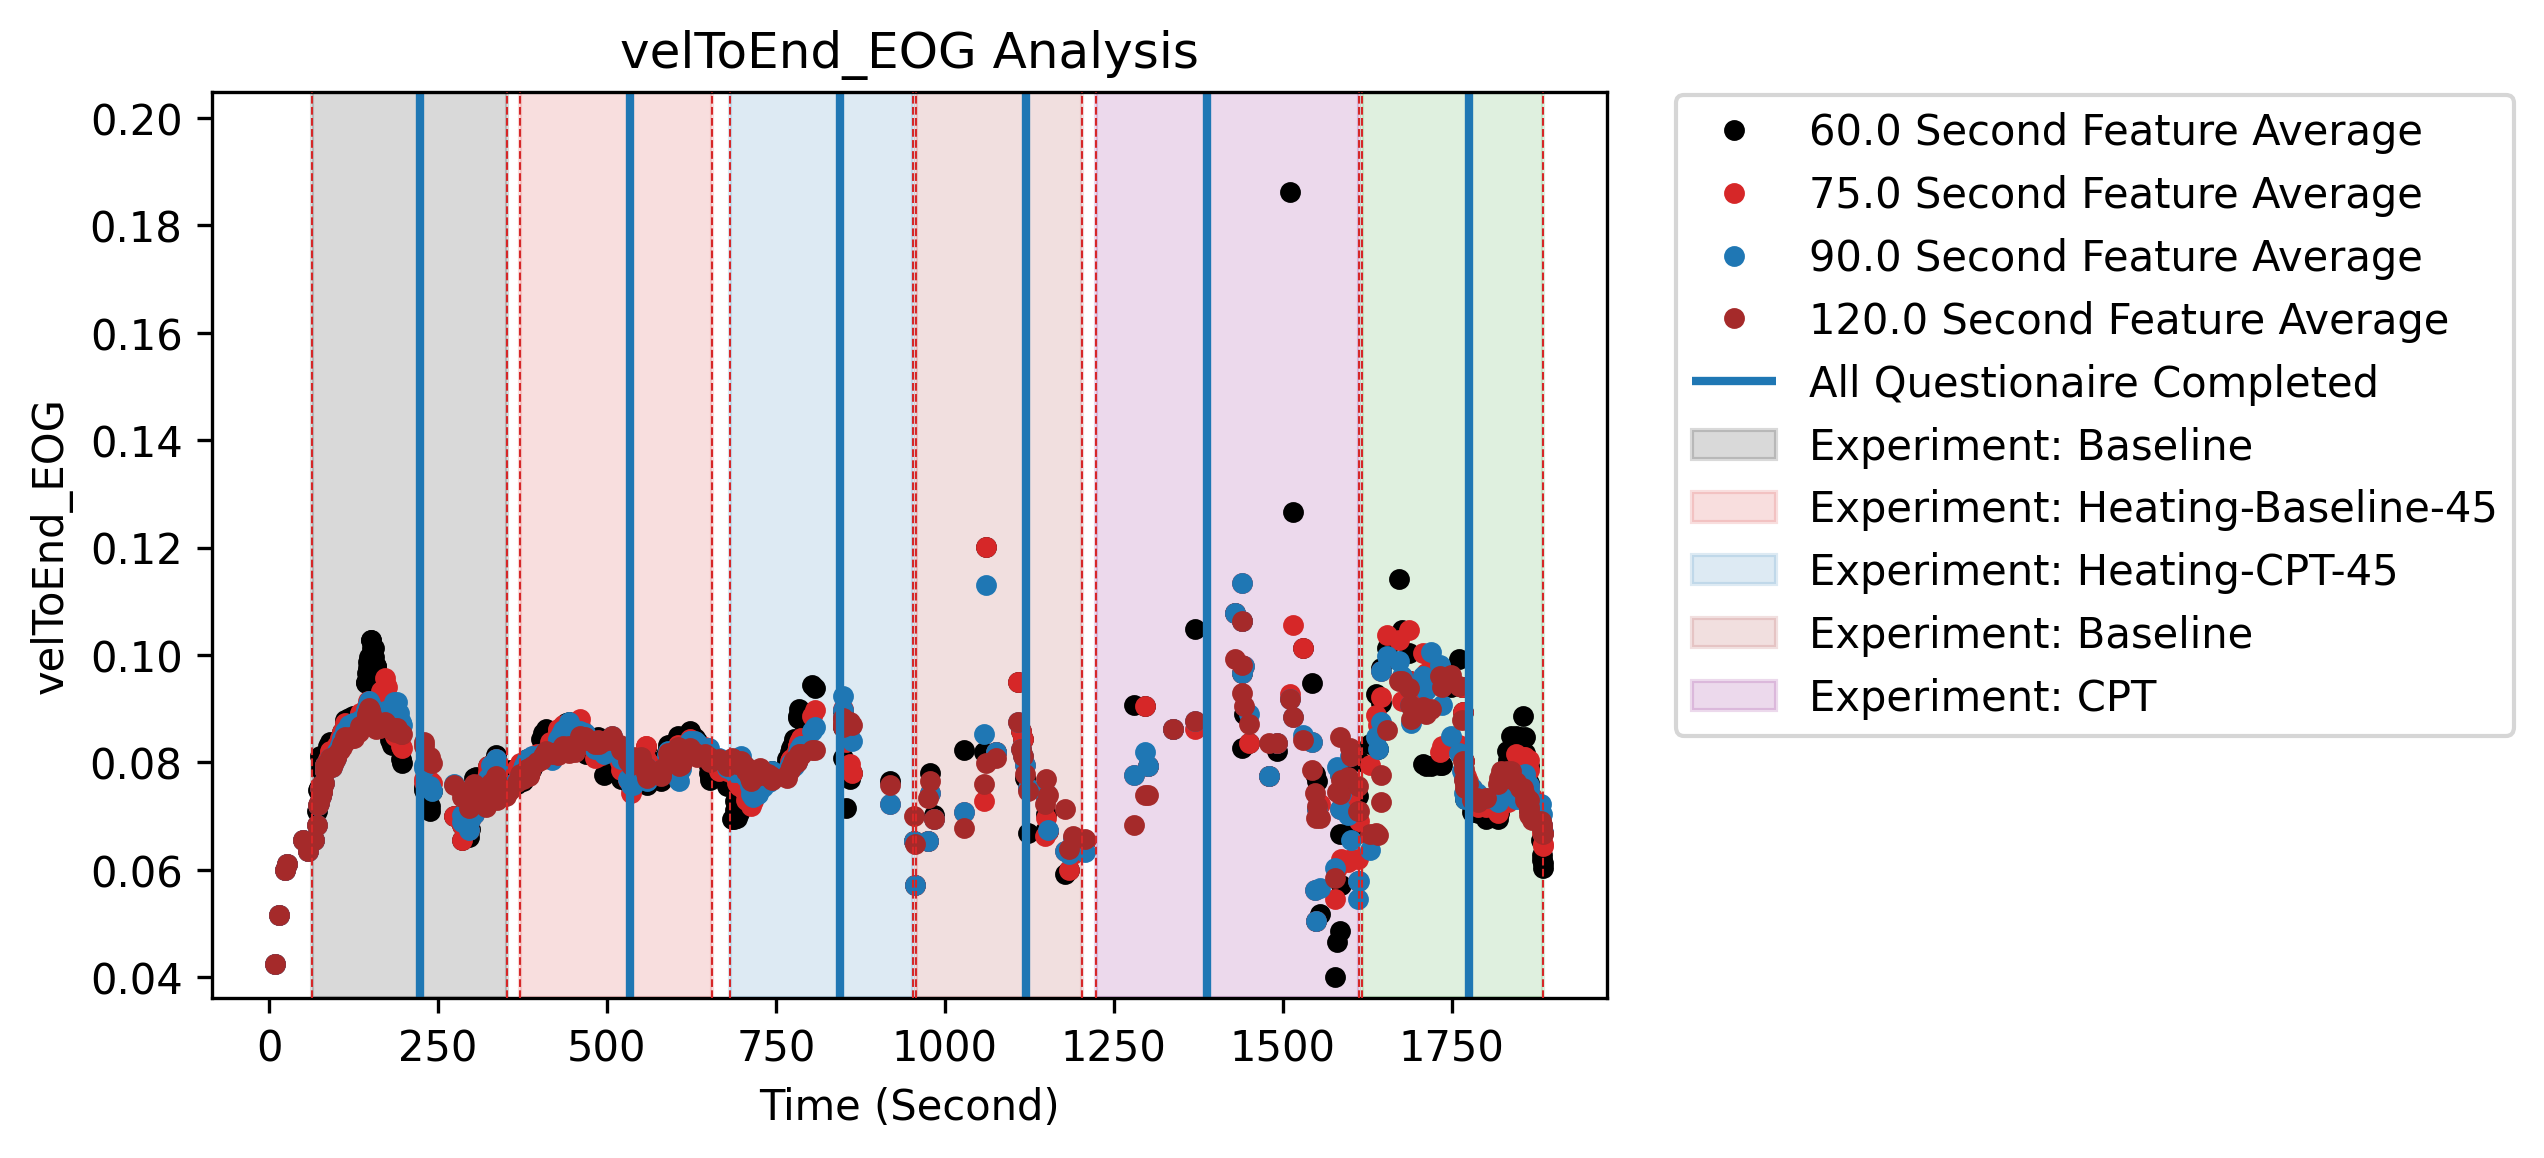 velToEnd_EOG Analysis
velToEnd_EOG
0.20
0.18
0.16
0.14
0.12
0.10
0.08
0.06
0.04
0
250
500
750
1000
1250
1500
1750
Time (Second)
60.0 Second Feature Average
75.0 Second Feature Average
90.0 Second Feature Average
120.0 Second Feature Average
All Questionaire Completed
Experiment: Baseline
Experiment: Heating-Baseline-45
Experiment: Heating-CPT-45
Experiment: Baseline
Experiment: CPT